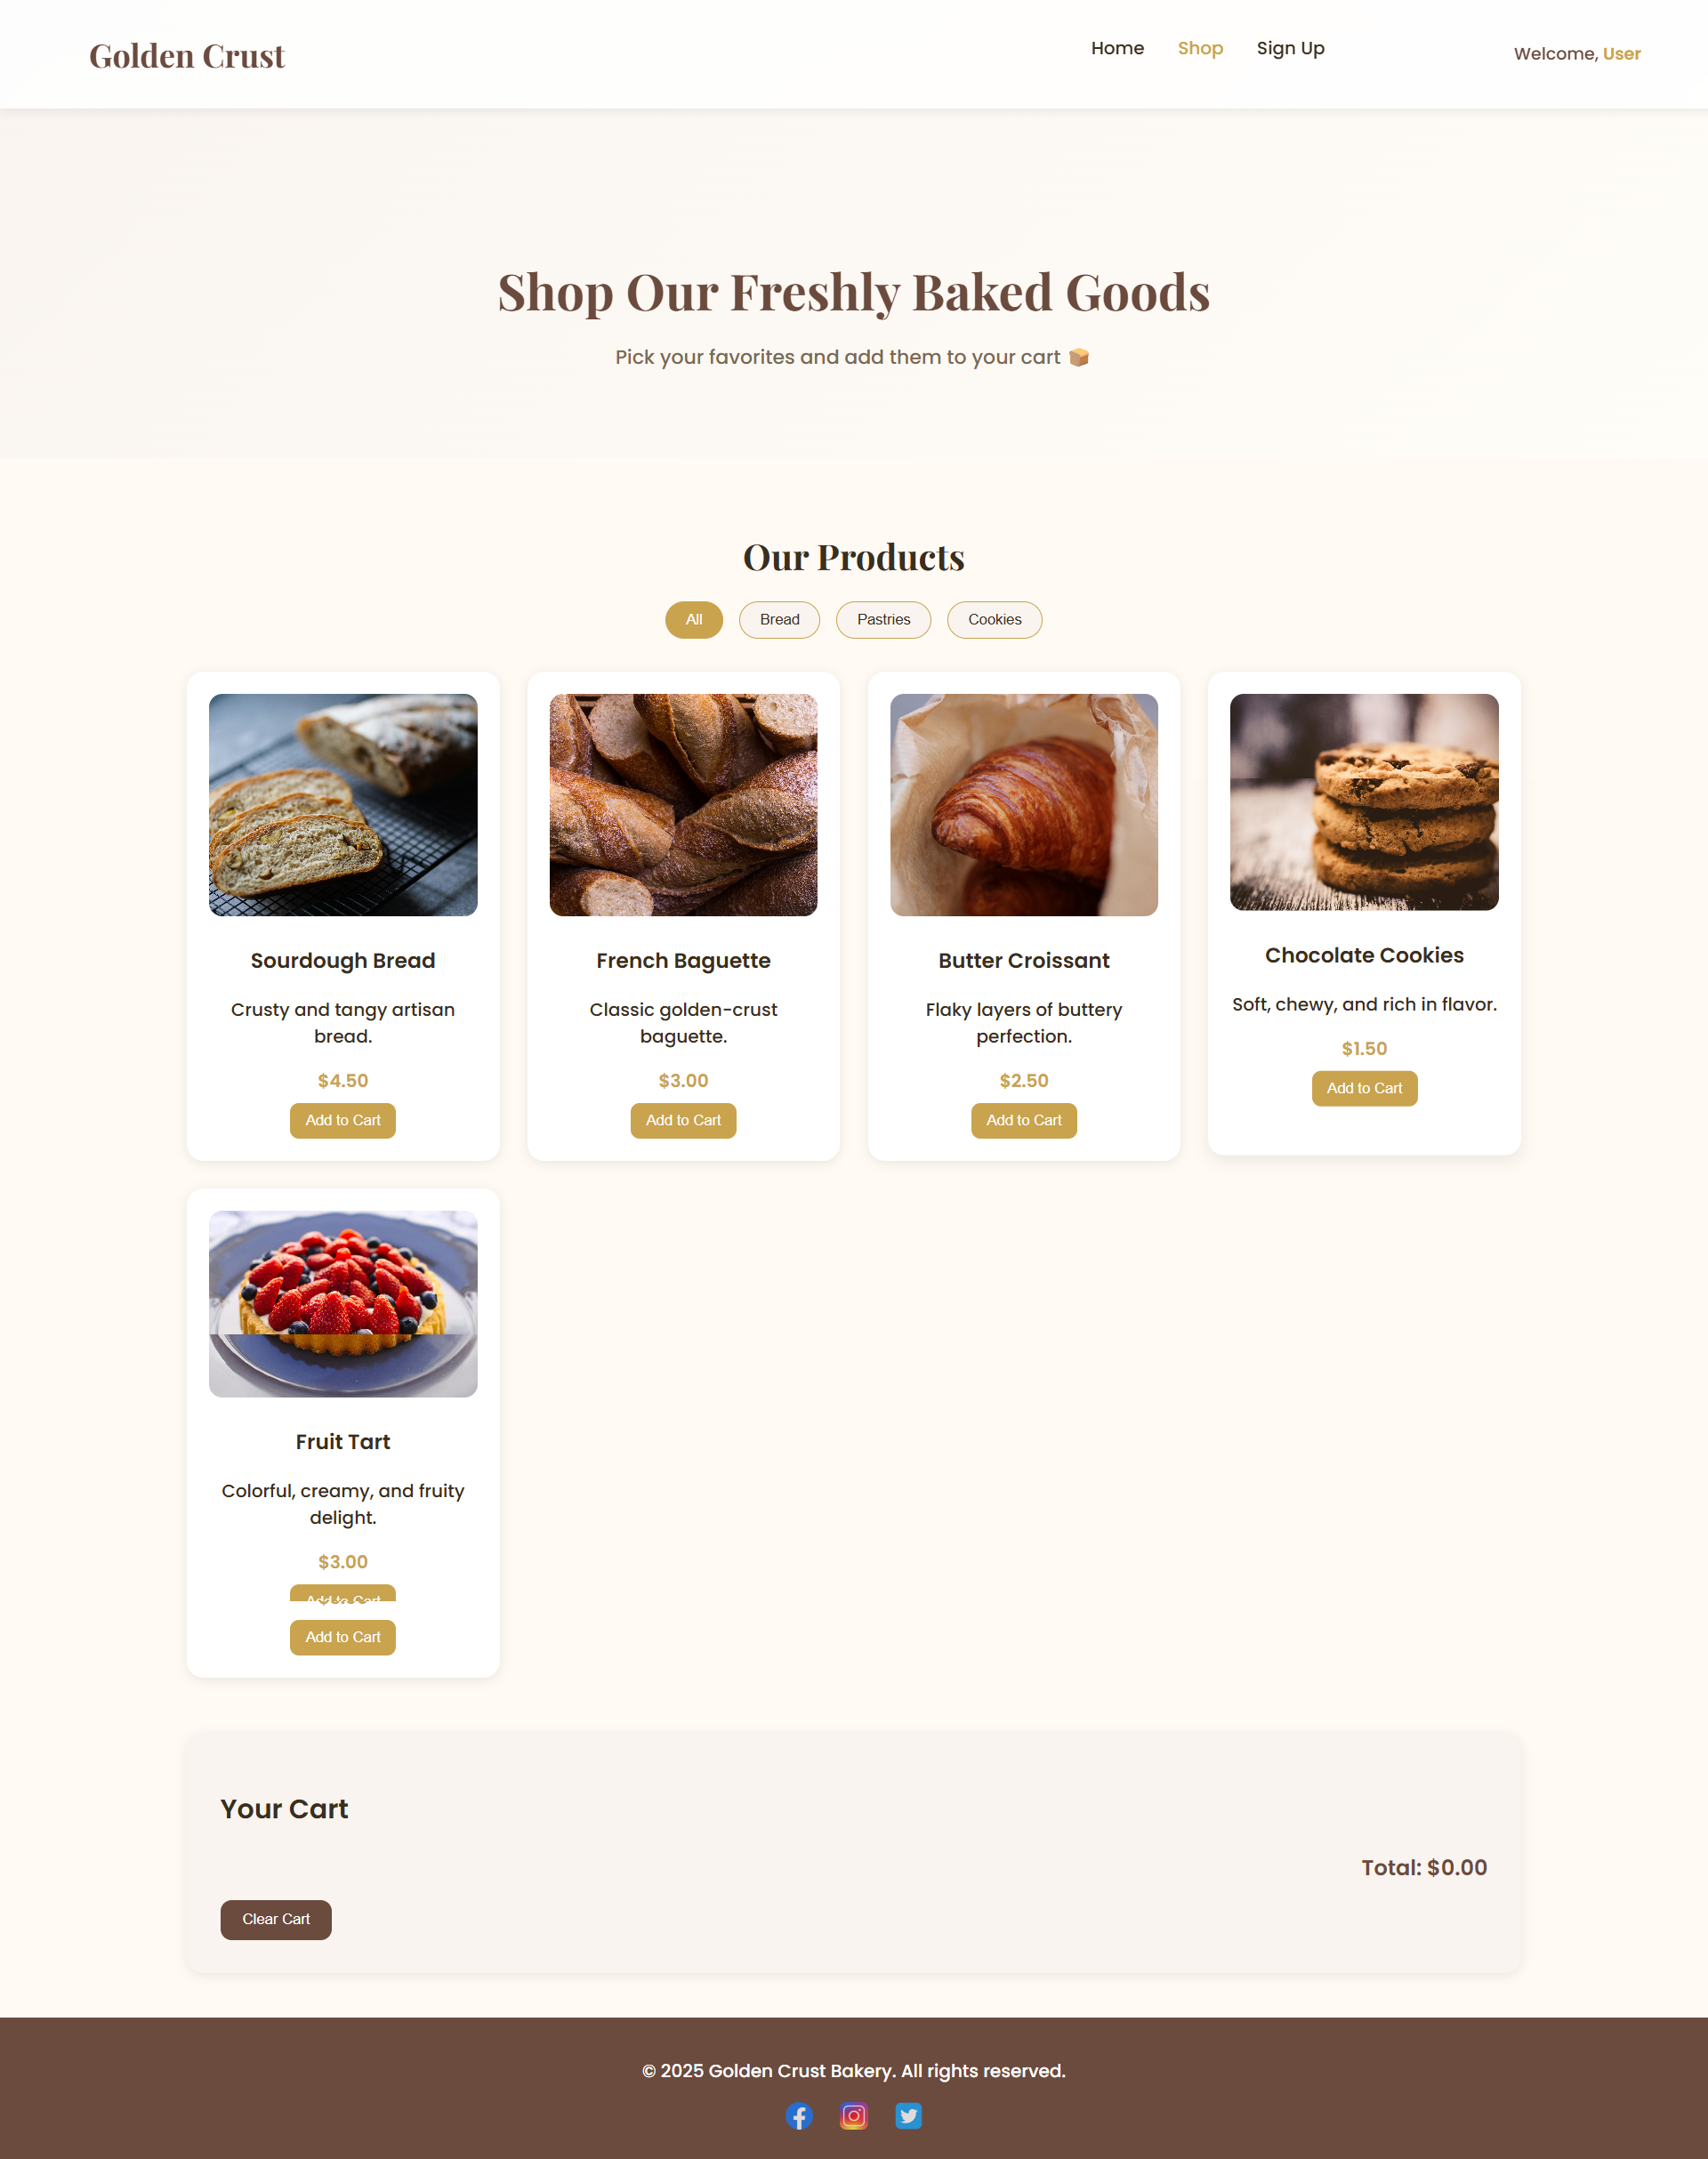 Golden Crust
Home
Shop
Sign Up
Welcome, User
Shop Our Freshly Baked Goods
Pick your favorites and add them to your cart 📦
Our Products
All
Bread
Pastries
Cookies
Sourdough Bread
Crusty and tangy artisan
bread.
$4.50
Add to Cart
French Baguette
Classic golden-crust
baguette.
$3.00
Add to Cart
Butter Croissant
Flaky layers of buttery
perfection.
$2.50
Add to Cart
Chocolate Cookies
Soft, chewy, and rich in flavor.
$1.50
Add to Cart
Fruit Tart
Colorful, creamy, and fruity
delight.
$3.00
Add to Cart
Add to Cart
Your Cart
Total: $0.00
Clear Cart
© 2025 Golden Crust Bakery. All rights reserved.